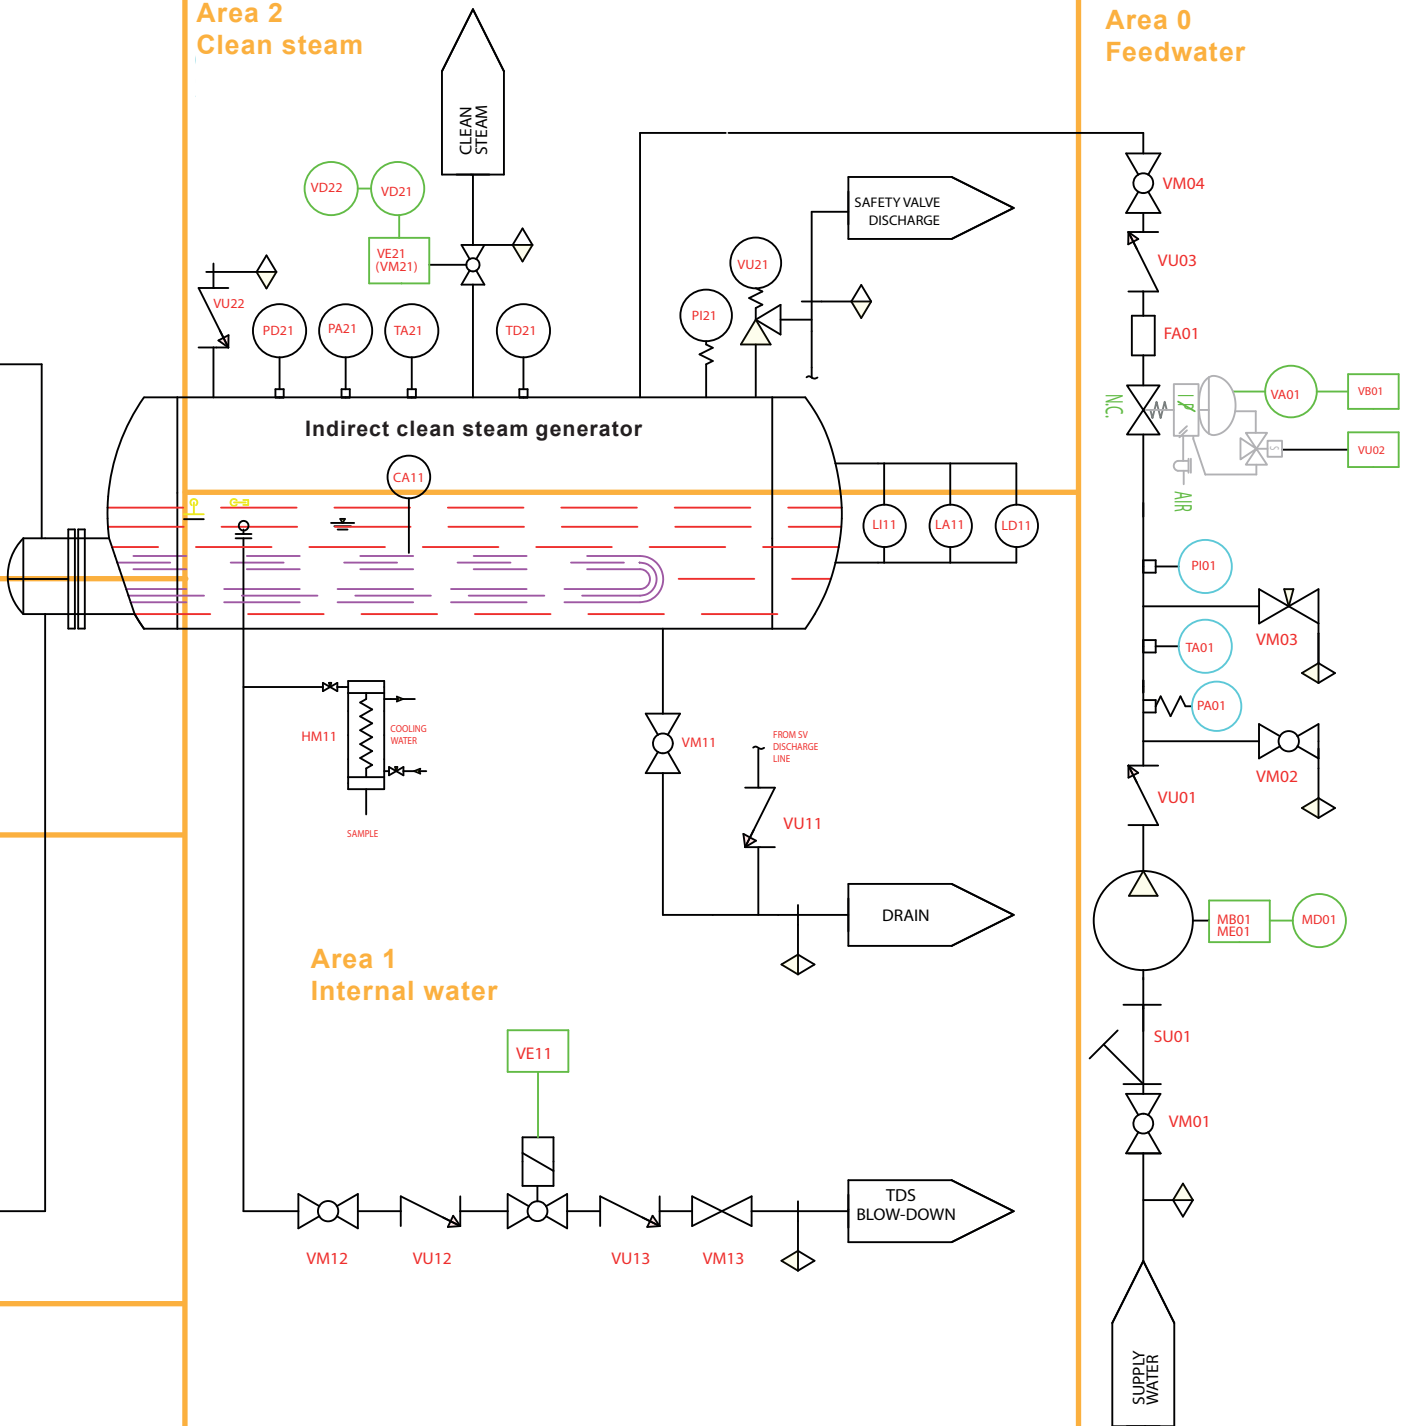 Area 2
Clean steam
Area 0
Feedwater
CLEAN
STEAM
VD22
VD21
VE21
(VM21)
SAFETY VALVE
DISCHARGE
VM04
VU03
VU21
VU22
PD21
PA21
TA21
TD21
PI21
FA01
N.C.
I/P
VA01
VB01
S
VU02
AIR
Indirect clean steam generator
CA11
LI11
LA11
LD11
PI01
VM03
TA01
PA01
VM02
VU01
HM11
COOLING
WATER
SAMPLE
VM11
FROM SV
DISCHARGE
LINE
VU11
DRAIN
MB01
ME01
MD01
Area 1
Internal water
SU01
VM01
VE11
TDS
BLOW-DOWN
VM12
VU12
VU13
VM13
SUPPLY
WATER